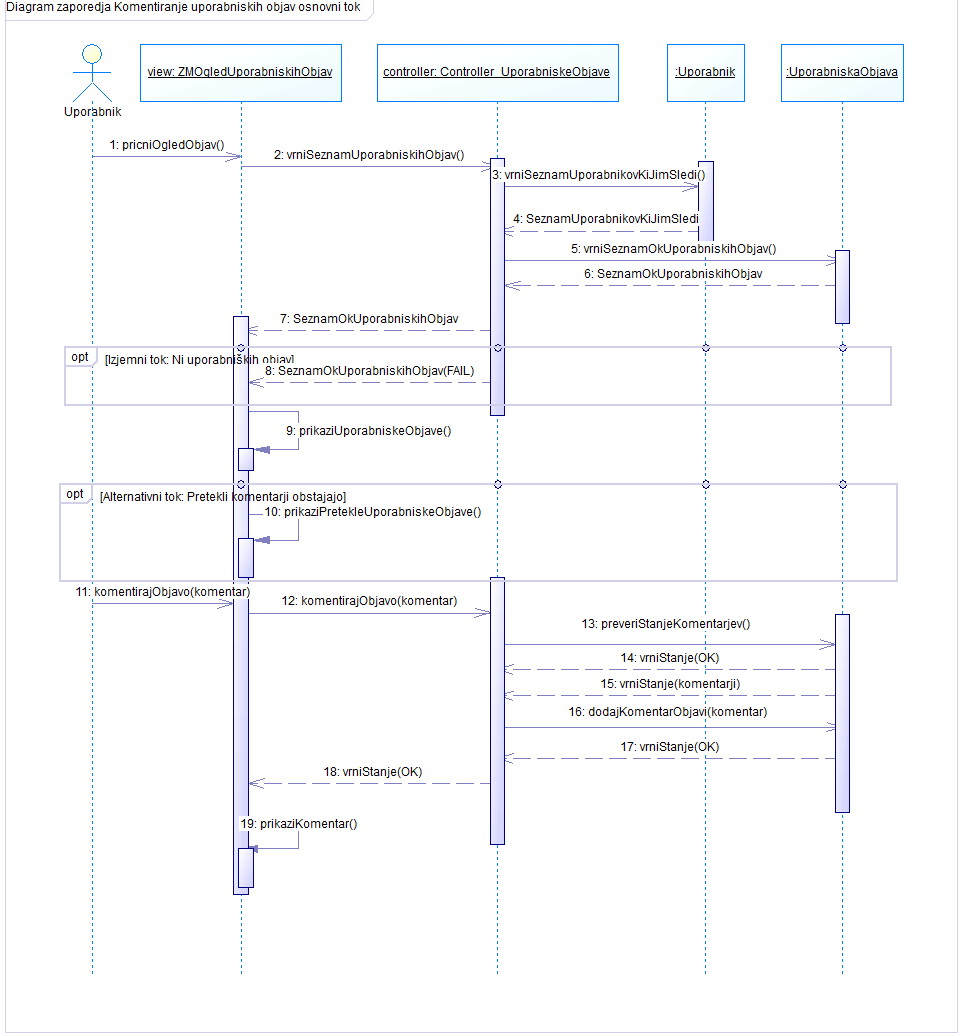 Diagram zaporedja Komentiranje uporabniskih objav osnovni tok
view: ZMOgledUporabniskihObjav
controller: Controller_UporabniskeObjave
:Uporabnik
:UporabniskaObjava
Uporabnik
1: pricniOgledObjav()
2: vrniSeznamUporabniskihObjav()
3: vrniSeznamUporabnikovKiJimSledi()
4: SeznamUporabnikovKiJimSledi
5: vrniSeznamOkUporabniskihObjav()
6: SeznamOkUporabniskihObjav
7: SeznamOkUporabniskihObjav
opt
[Izjemni tok: Ni uporabniskih objav]
8: SeznamOkUporabniskihObjav(FAIL)
9: prikaziUporabniskeObjave()
opt
[Alternativni tok: Pretekli komentarji obstajajo]
10: prikaziPretekleUporabniskeObjave()
11: komentirajObjavo(komentar)
12: komentirajObjavo(komentar)
13: preveriStanjeKomentarjev()
14: vrniStanje(OK)
15: vrniStanje(komentarji)
16: dodajKomentarObjavi(komentar)
17: vrniStanje(OK)
18: vrniStanje(OK)
19: prikaziKomentar()